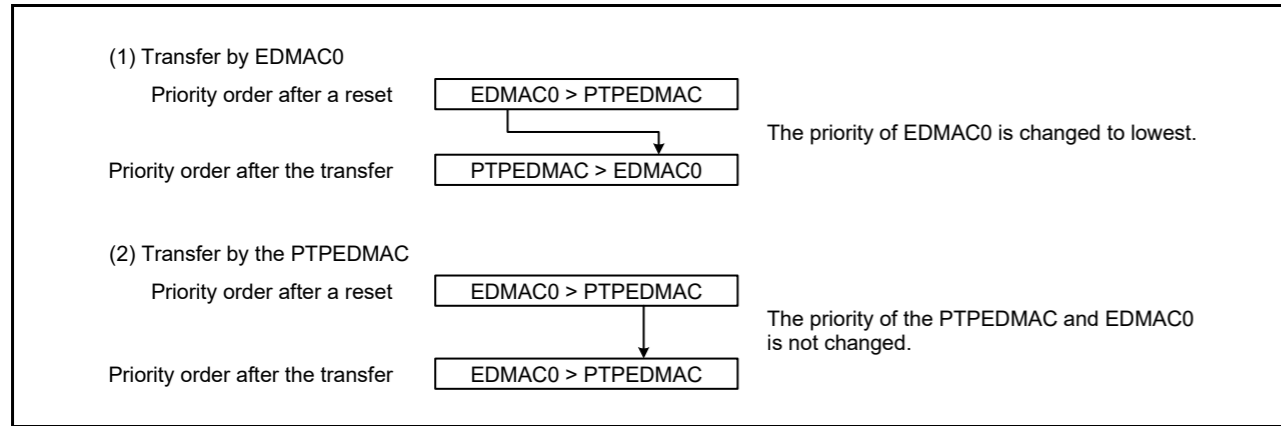 (1) Transfer by EDMAC0
Priority order after a reset
EDMAC0 > PTPEDMAC
The priority of EDMAC0 is changed to lowest.
Priority order after the transfer
PTPEDMAC > EDMAC0
(2) Transfer by the PTPEDMAC
Priority order after a reset
EDMAC0 > PTPEDMAC
The priority of the PTPEDMAC and EDMAC0
is not changed.
Priority order after the transfer
EDMAC0 > PTPEDMAC